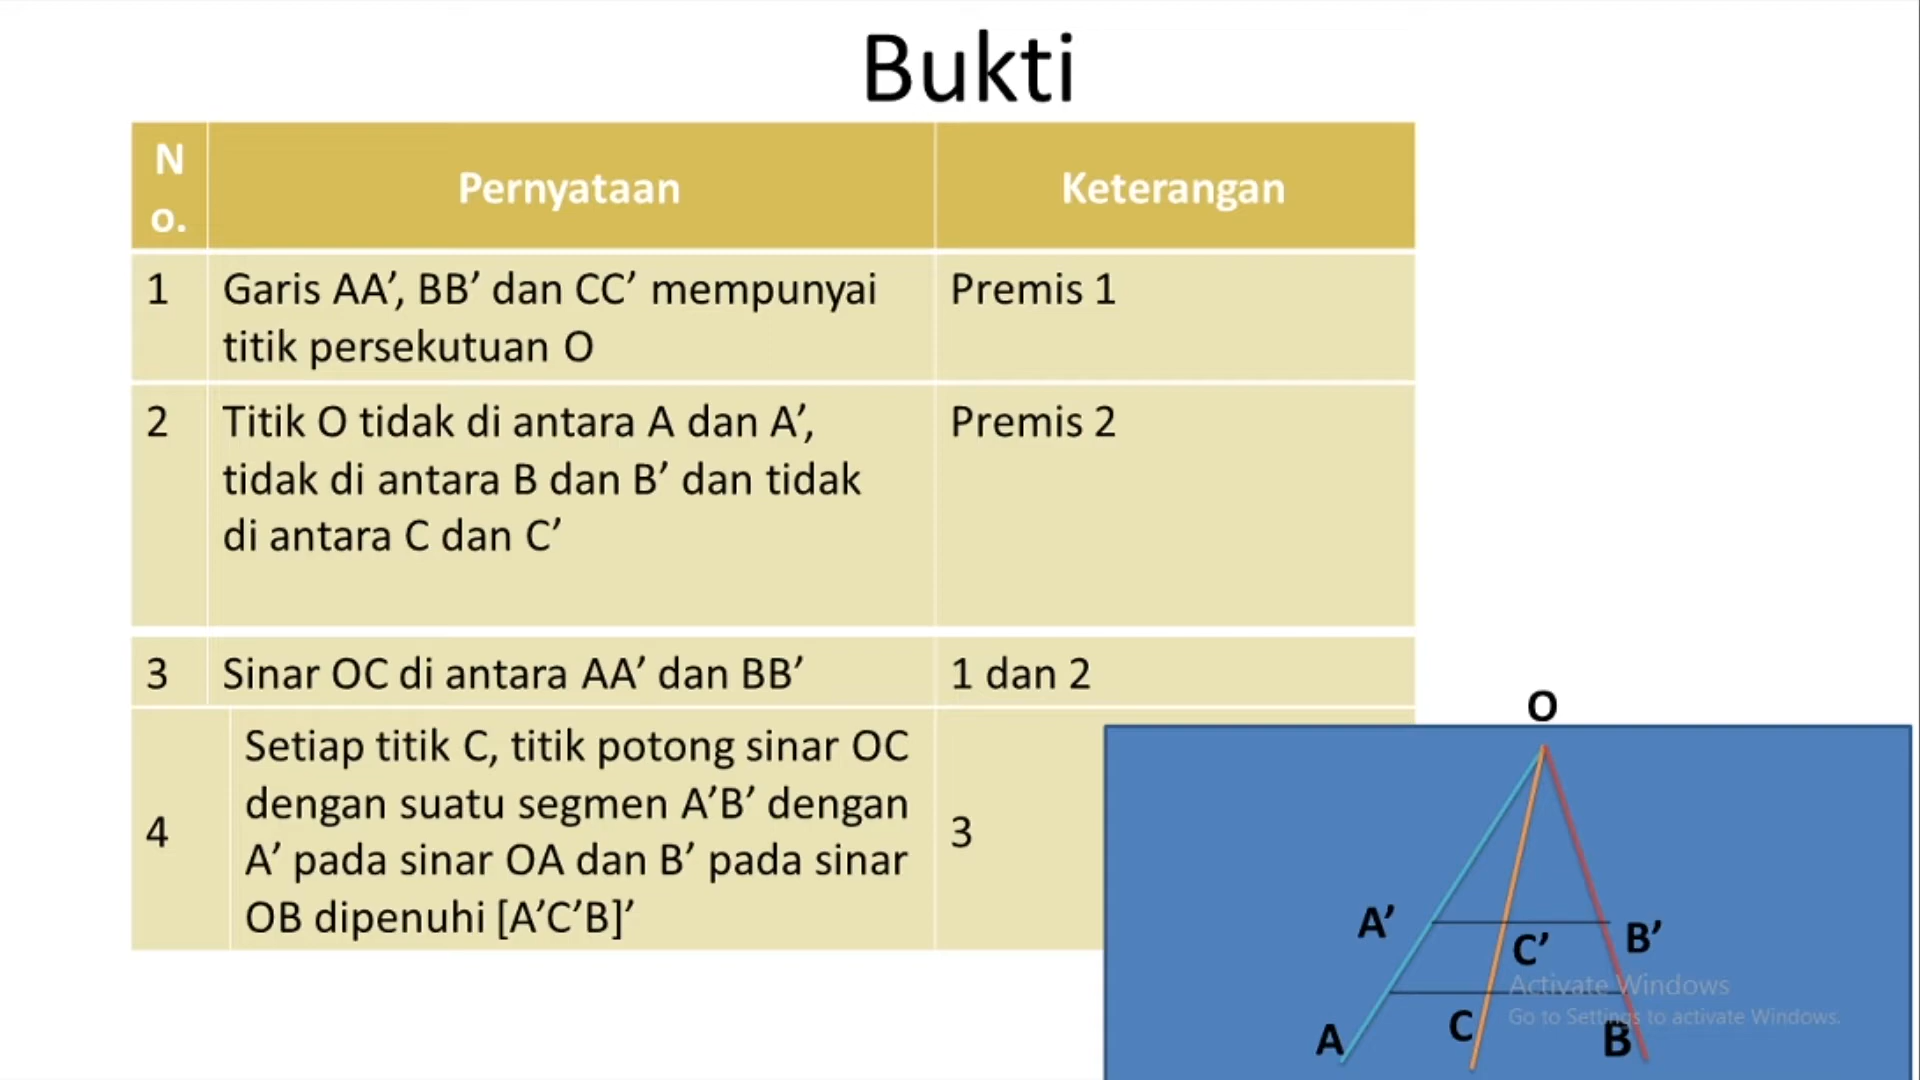 Bukti
N
o.
Pernyataan
Keterangan
1
Garis AA’, BB’ dan CC’ mempunyai
titik persekutuan O
Premis 1
2
Titik O tidak di antara A dan A’,
tidak di antara B dan B’ dan tidak
di antara C dan C’
Premis 2
3
Sinar OC di antara AA’ dan BB’
1 dan 2
4
Setiap titik C, titik potong sinar OC
dengan suatu segmen A’B’ dengan
A’ pada sinar OA dan B’ pada sinar
OB dipenuhi [A’C’B]’
3
O
A’
C’
B’
A
C
B
Activate Windows
Go to Settings to activate Windows.